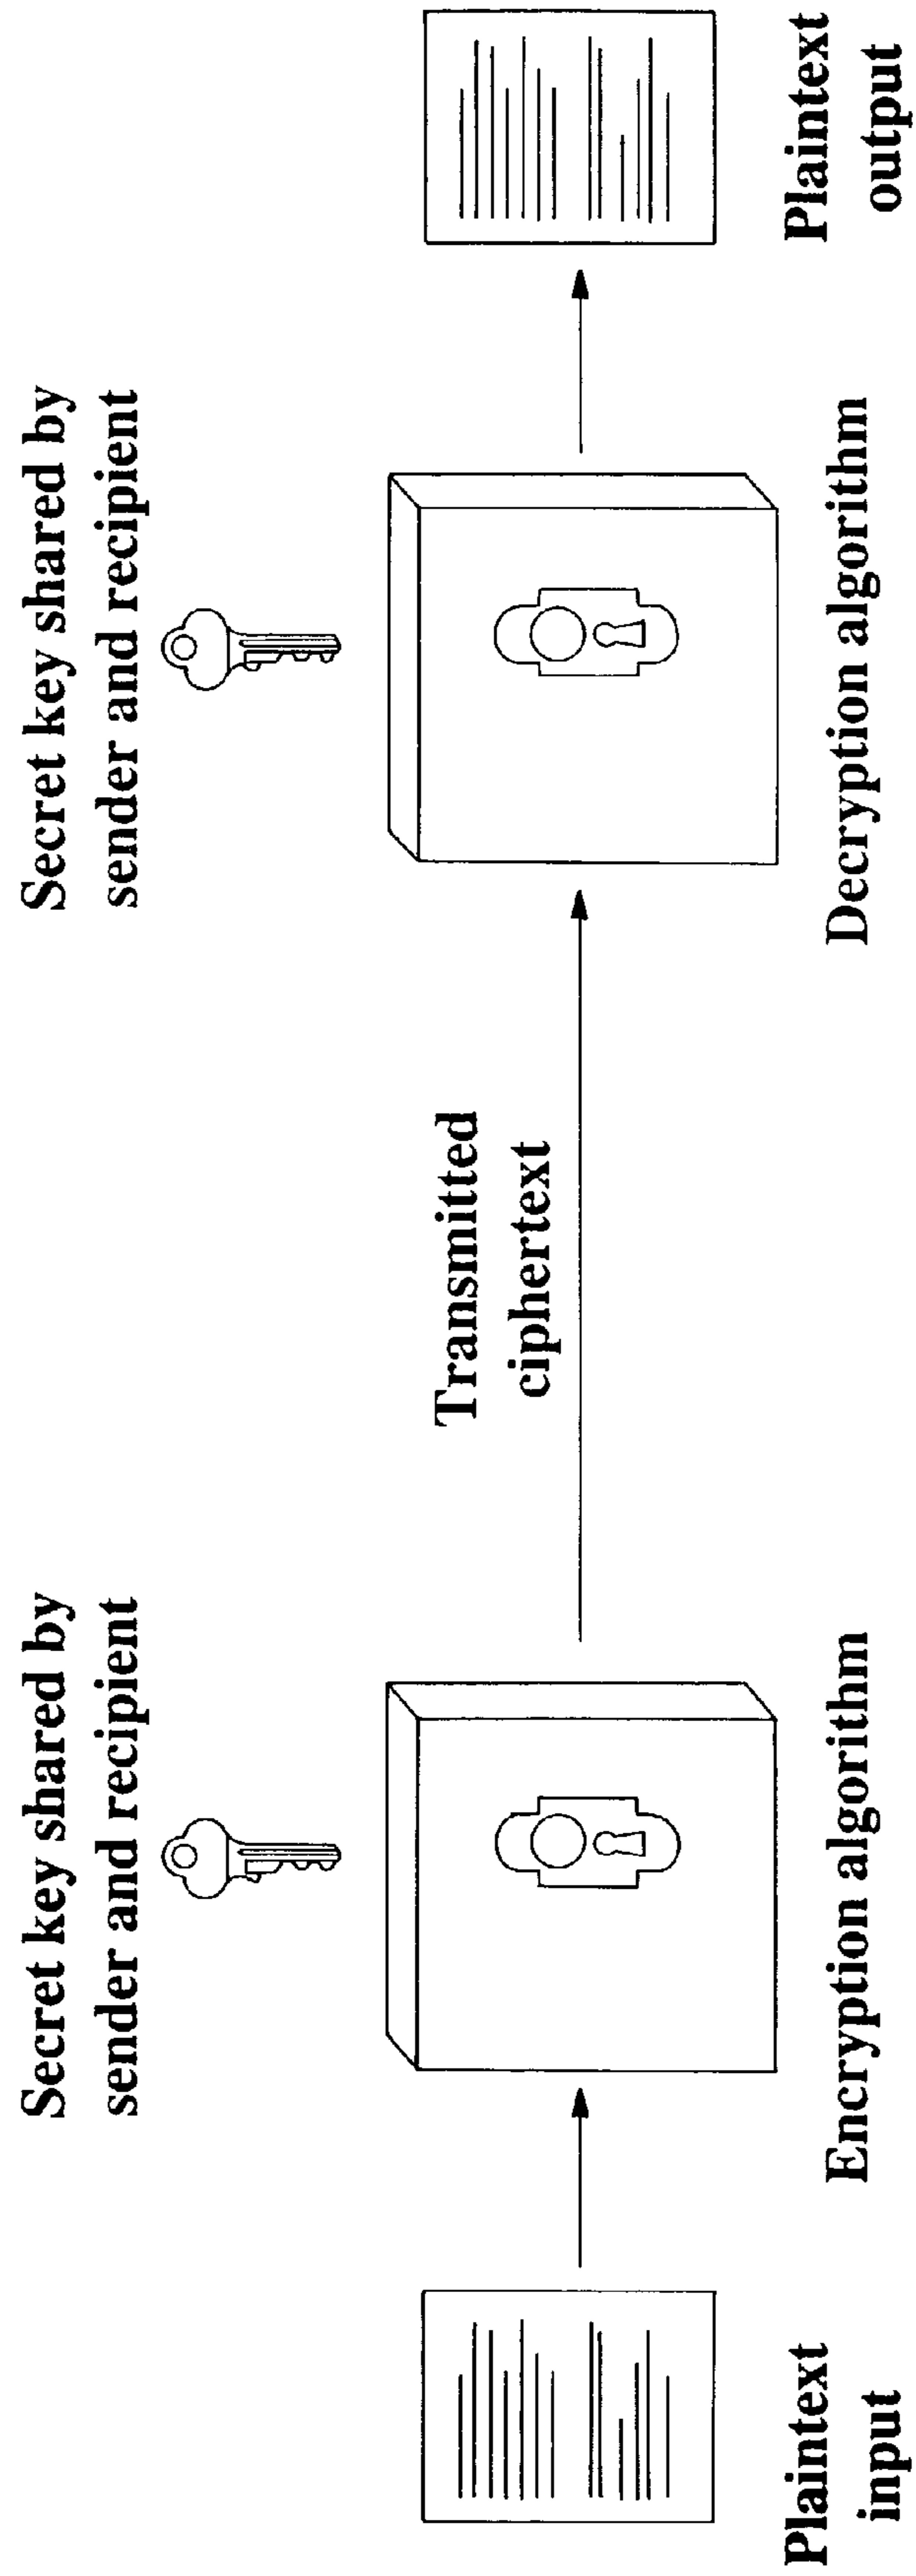 Secret key shared by
sender and recipient
Secret key shared by
sender and recipient
Transmitted
ciphertext
Plaintext
input
Encryption algorithm
Decryption algorithm
Plaintext
output